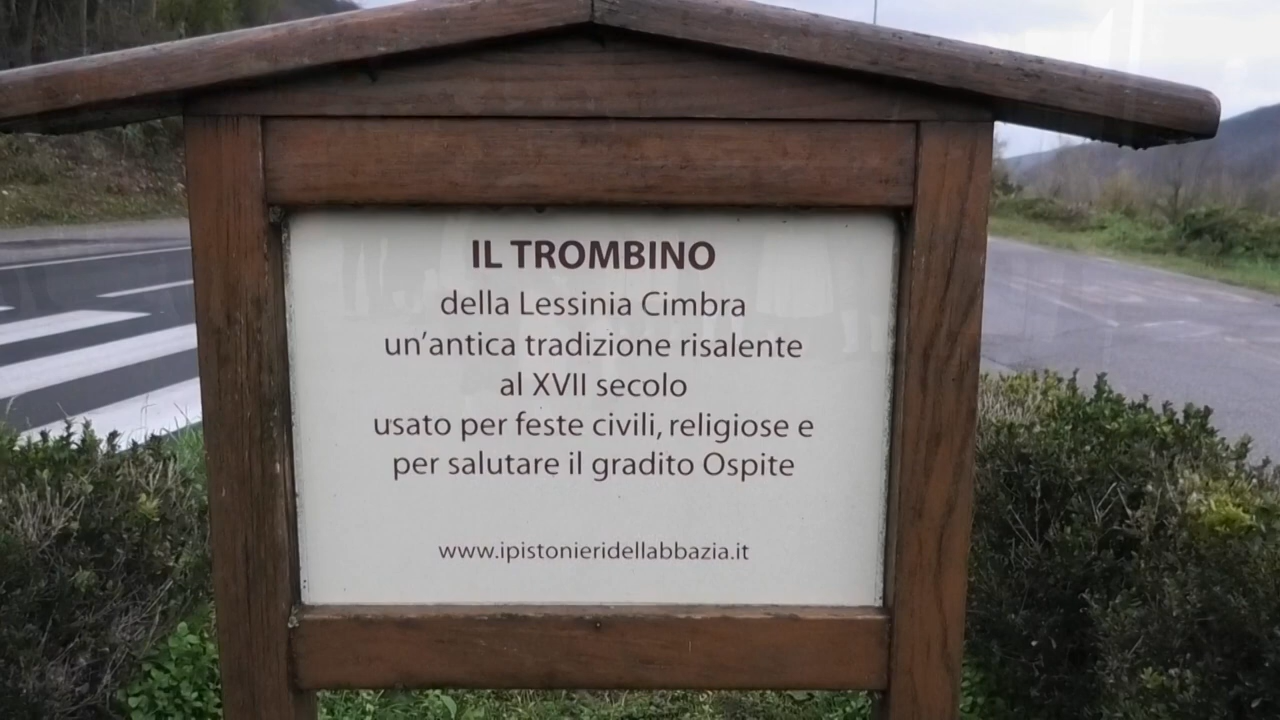 IL TROMBINO
della Lessinia Cimbra
un'antica tradizione risalente
al XVII secolo
usato per feste civili, religiose e
per salutare il gradito Ospite
www.ipistonieridellabbazia.it